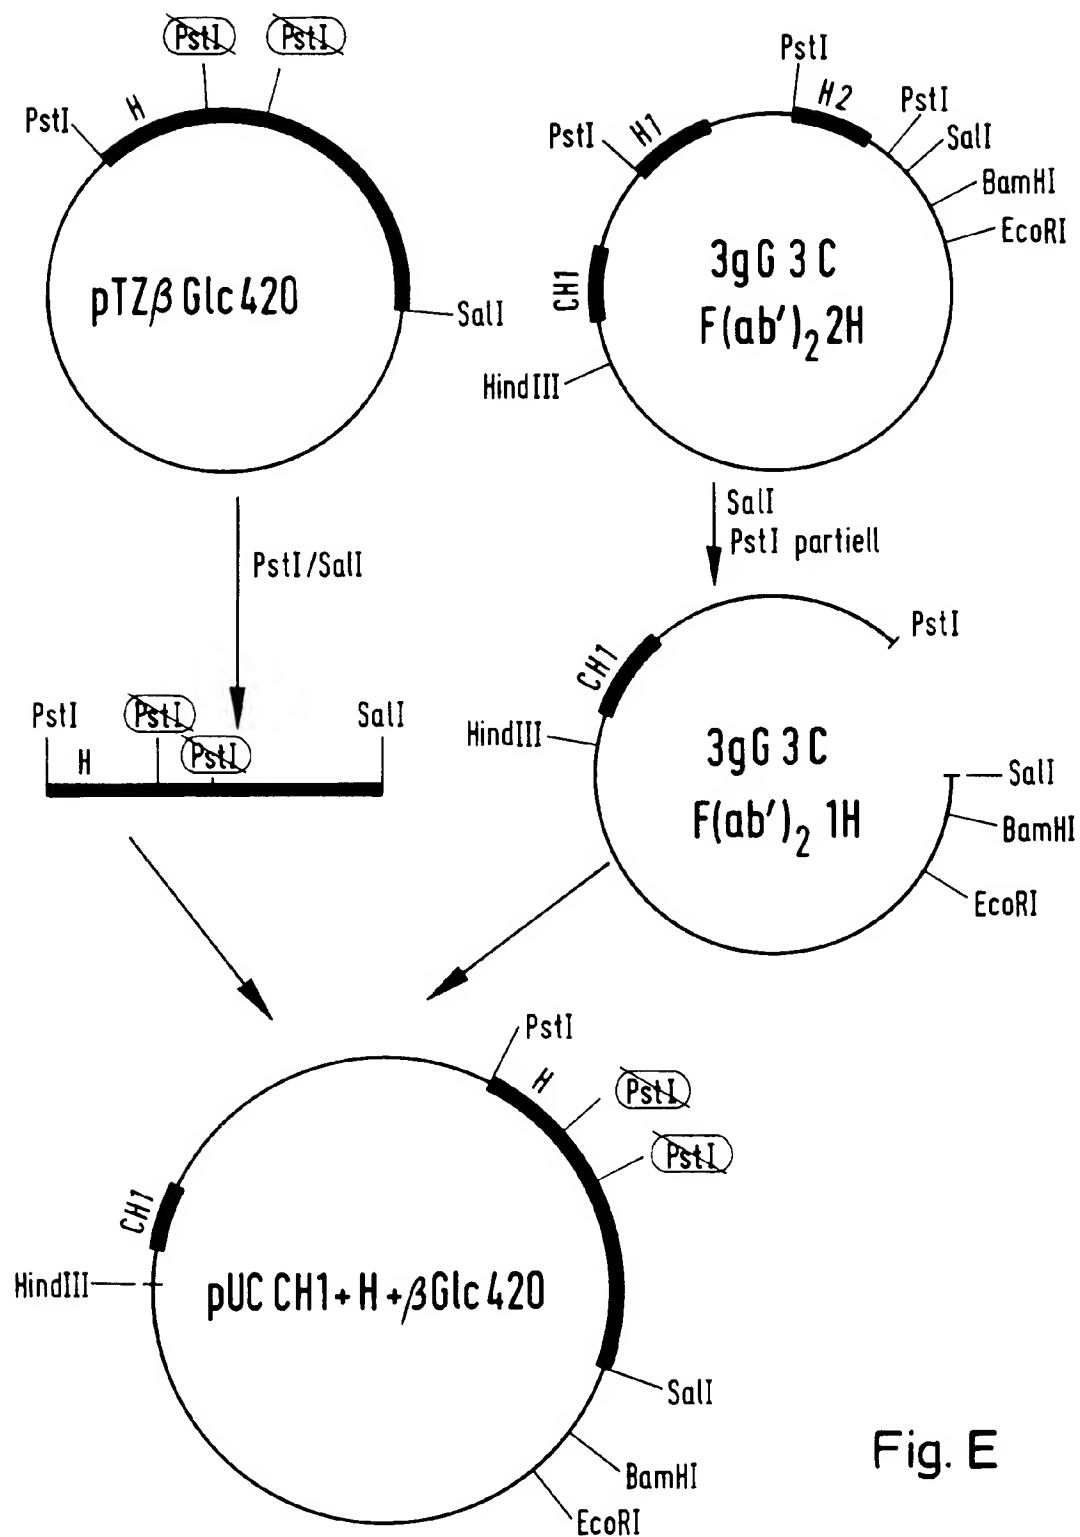 PstI
PstI
PstI
H
SalI
pTZβ Glc 420
PstI
H1
PstI
H2
PstI
SalI
BamHI
EcoRI
CH1
HindIII
3gG 3C
F(ab')₂ 2H
PstI/SalI
SalI
PstI partiell
PstI
PstI
PstI
SalI
H
CH1
PstI
HindIII
3gG 3C
F(ab')₂ 1H
SalI
BamHI
EcoRI
PstI
H
PstI
PstI
CH1
HindIII
pUC CH1+H+βGlc 420
SalI
BamHI
EcoRI
Fig. E